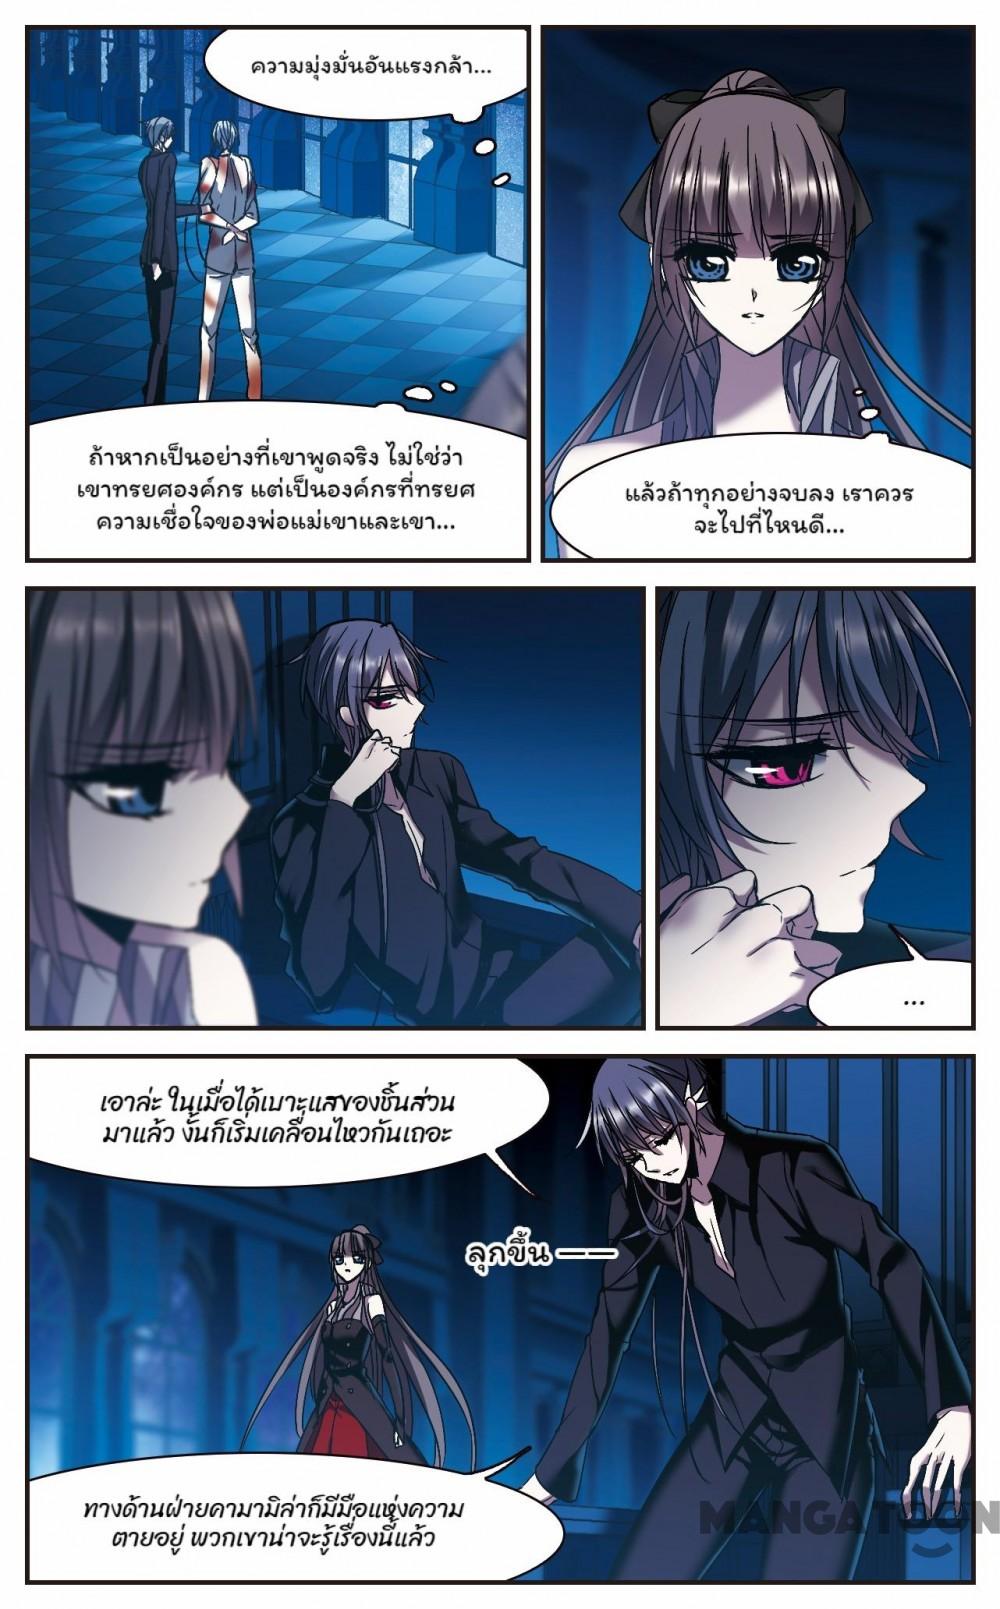 ความมุ่งมั่นอันแรงกล้า...
ถ้าหากเป็นอย่างที่เขาพูดจริง ไม่ใช่ว่า
เขาทรยศองค์กร แต่เป็นองค์กรที่ทรยศ
ความเชื่อใจของพ่อแม่เขาและเขา...
แล้วถ้าทุกอย่างจบลง เราควร
จะไปที่ไหนดี...
...
เอาล่ะ ในเมื่อได้เบาะแสของชิ้นส่วน
มาแล้ว งั้นก็เริ่มเคลื่อนไหวกันเถอะ
ลุกขึ้น ——
ทางด้านฝ่ายคามามิล่าก็มีมือแห่งความ
ตายอยู่ พวกเขาน่าจะรู้เรื่องนี้แล้ว
MANGATOON